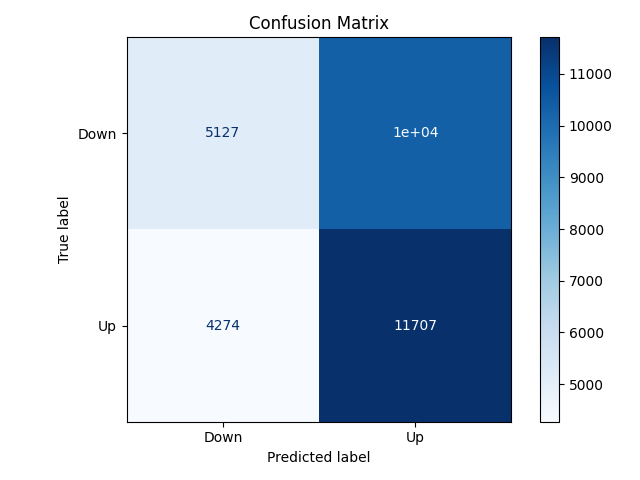 Confusion Matrix
True label
Down
5127
1e+04
Up
4274
11707
Down
Up
Predicted label
11000
10000
9000
8000
7000
6000
5000